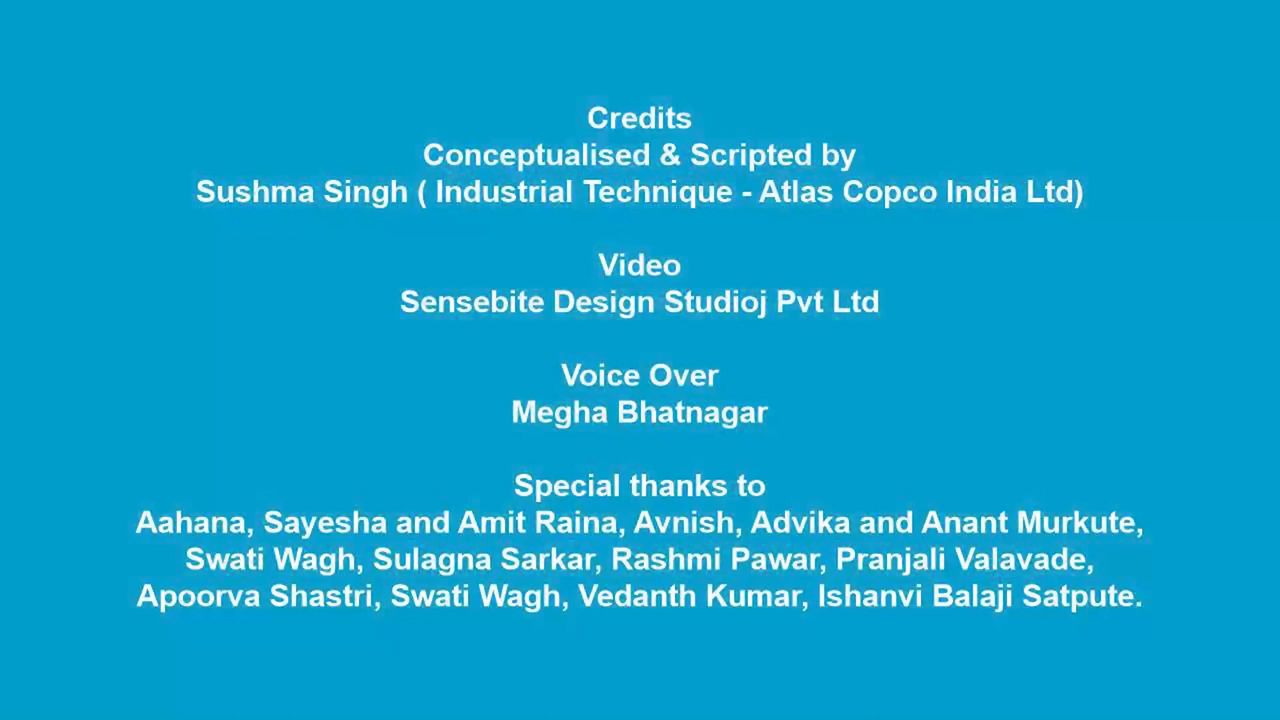 Credits
Conceptualised & Scripted by
Sushma Singh ( Industrial Technique - Atlas Copco India Ltd)
Video
Sensebite Design Studioj Pvt Ltd
Voice Over
Megha Bhatnagar
Special thanks to
Aahana, Sayesha and Amit Raina, Avnish, Advika and Anant Murkute,
Swati Wagh, Sulagna Sarkar, Rashmi Pawar, Pranjali Valavade,
Apoorva Shastri, Swati Wagh, Vedanth Kumar, Ishanvi Balaji Satpute.